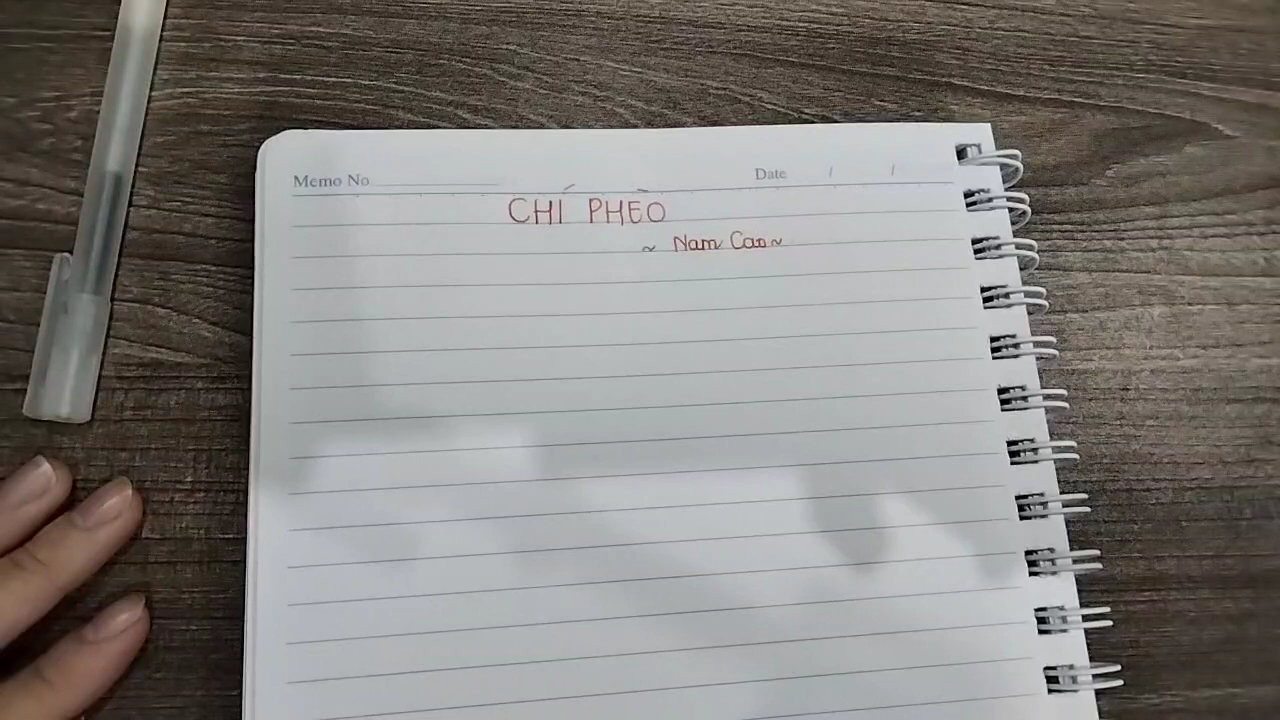 Memo No Date / /
CHÍ PHÈO
~ Nam Cao ~